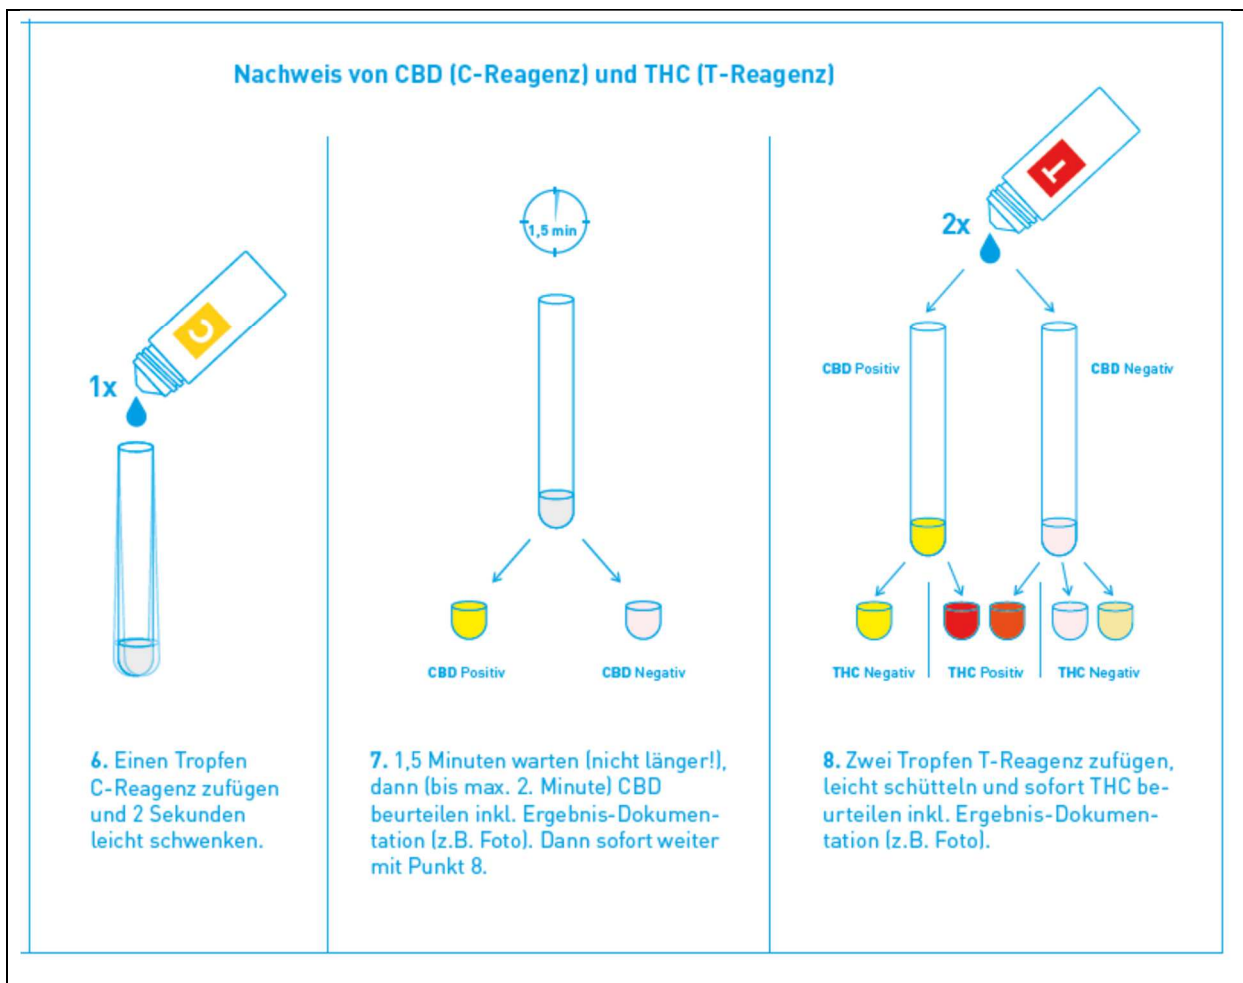 Nachweis von CBD (C-Reagenz) und THC (T-Reagenz)
C
1x
6. Einen Tropfen
C-Reagenz zufügen
und 2 Sekunden
leicht schwenken.
1,5 min
CBD Positiv
CBD Negativ
7. 1,5 Minuten warten (nicht länger!),
dann (bis max. 2. Minute) CBD
beurteilen inkl. Ergebnis-Dokumen-
tation (z.B. Foto). Dann sofort weiter
mit Punkt 8.
T
2x
CBD Positiv
CBD Negativ
THC Negativ
THC Positiv
THC Negativ
8. Zwei Tropfen T-Reagenz zufügen,
leicht schütteln und sofort THC be-
urteilen inkl. Ergebnis-Dokumen-
tation (z.B. Foto).